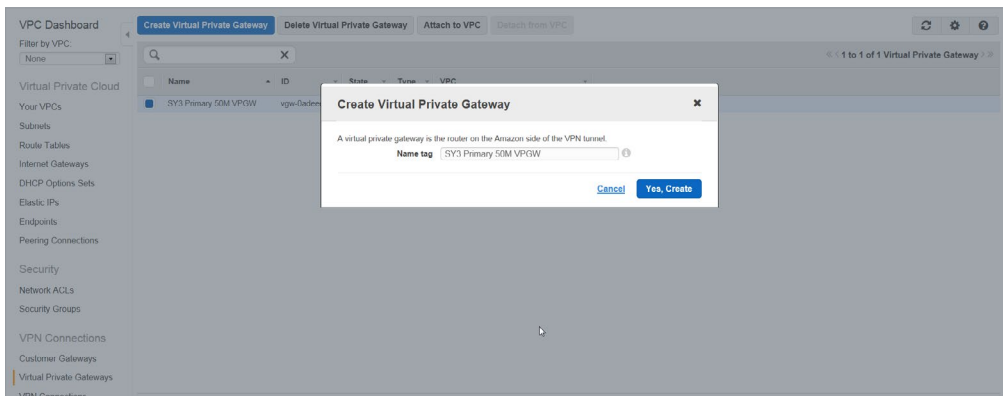 VPC Dashboard
Create Virtual Private Gateway Delete Virtual Private Gateway Attach to VPC Detach from VPC
Filter by VPC:
None
1 to 1 of 1 Virtual Private Gateway
Virtual Private Cloud
Name ID State Type VPC
Your VPCs
SY3 Primary 50M VPGW
Subnets
Route Tables
Internet Gateways
DHCP Options Sets
Elastic IPs
Endpoints
Peering Connections
Security
Network ACLs
Security Groups
VPN Connections
Customer Gateways
Virtual Private Gateways
VPN Connections
Create Virtual Private Gateway
A virtual private gateway is the router on the Amazon side of the VPN tunnel.
Name tag SY3 Primary 50M VPGW
Cancel Yes, Create